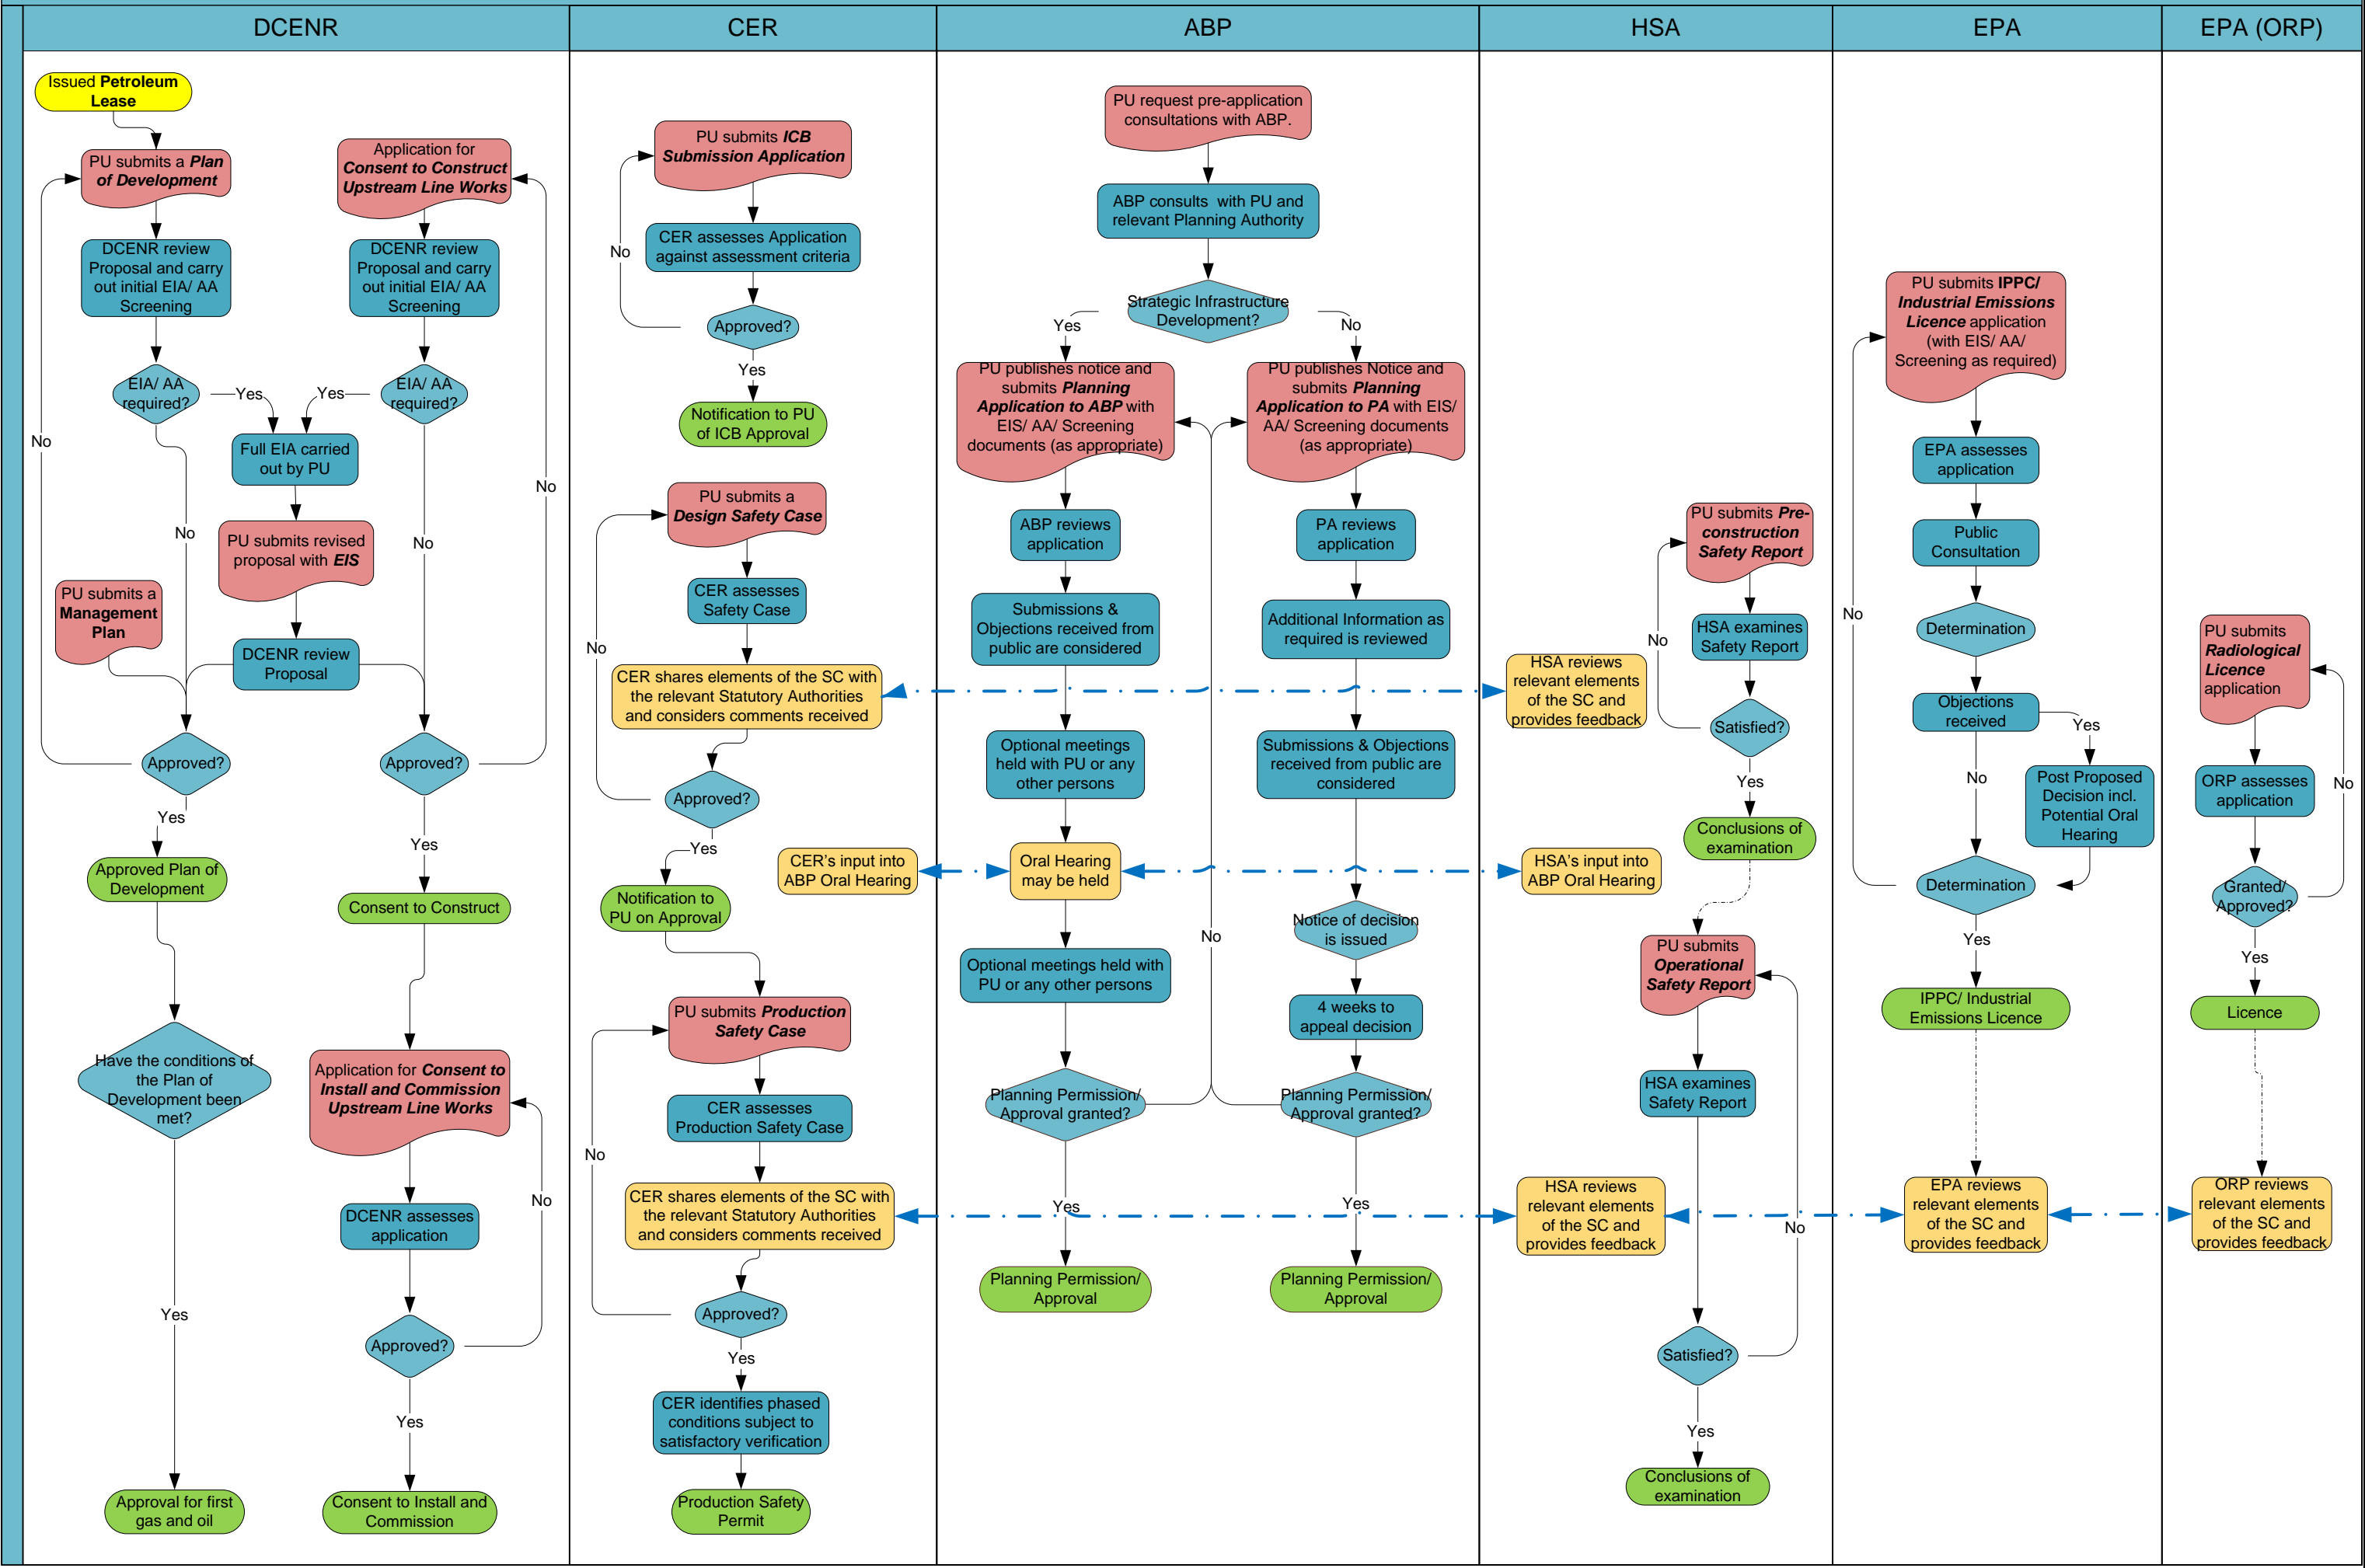 DCENR
CER
ABP
HSA
EPA
EPA (ORP)
Issued Petroleum
Lease
PU submits a Plan
of Development
DCENR review
Proposal and carry
out initial EIA/ AA
Screening
EIA/ AA
required?
Yes
No
No
PU submits a
Management
Plan
Approved?
Yes
Approved Plan of
Development
Have the conditions of
the Plan of
Development been
met?
Yes
Approval for first
gas and oil
Application for
Consent to Construct
Upstream Line Works
DCENR review
Proposal and carry
out initial EIA/ AA
Screening
EIA/ AA
required?
Yes
Full EIA carried
out by PU
PU submits revised
proposal with EIS
DCENR review
Proposal
No
No
Approved?
Yes
Consent to Construct
Application for Consent to
Install and Commission
Upstream Line Works
DCENR assesses
application
No
Approved?
Yes
Consent to Install and
Commission
PU submits ICB
Submission Application
CER assesses Application
against assessment criteria
No
Approved?
Yes
Notification to PU
of ICB Approval
PU submits a
Design Safety Case
CER assesses
Safety Case
No
CER shares elements of the SC with
the relevant Statutory Authorities
and considers comments received
Approved?
Yes
CER's input into
ABP Oral Hearing
Notification to
PU on Approval
PU submits Production
Safety Case
CER assesses
Production Safety Case
No
CER shares elements of the SC with
the relevant Statutory Authorities
and considers comments received
Approved?
Yes
CER identifies phased
conditions subject to
satisfactory verification
Production Safety
Permit
PU request pre-application
consultations with ABP.
ABP consults with PU and
relevant Planning Authority
Strategic Infrastructure
Development?
Yes
No
PU publishes notice and
submits Planning
Application to ABP with
EIS/ AA/ Screening
documents (as appropriate)
ABP reviews
application
Submissions &
Objections received from
public are considered
Optional meetings
held with PU or any
other persons
Oral Hearing
may be held
Optional meetings held with
PU or any other persons
Planning Permission/
Approval granted?
No
Yes
Planning Permission/
Approval
PU publishes Notice and
submits Planning
Application to PA with EIS/
AA/ Screening documents
(as appropriate)
PA reviews
application
Additional Information as
required is reviewed
Submissions & Objections
received from public are
considered
Notice of decision
is issued
4 weeks to
appeal decision
Planning Permission/
Approval granted?
Yes
Planning Permission/
Approval
PU submits Pre-
construction
Safety Report
HSA examines
Safety Report
No
HSA reviews
relevant elements
of the SC and
provides feedback
Satisfied?
Yes
Conclusions of
examination
HSA's input into
ABP Oral Hearing
PU submits
Operational
Safety Report
HSA examines
Safety Report
HSA reviews
relevant elements
of the SC and
provides feedback
No
Satisfied?
Yes
Conclusions of
examination
PU submits IPPC/
Industrial Emissions
Licence application
(with EIS/ AA/
Screening as required)
EPA assesses
application
Public
Consultation
No
Determination
Objections
received
Yes
No
Post Proposed
Decision incl.
Potential Oral
Hearing
Determination
Yes
IPPC/ Industrial
Emissions Licence
EPA reviews
relevant elements
of the SC and
provides feedback
PU submits
Radiological
Licence
application
ORP assesses
application
No
Granted/
Approved?
Yes
Licence
ORP reviews
relevant elements
of the SC and
provides feedback